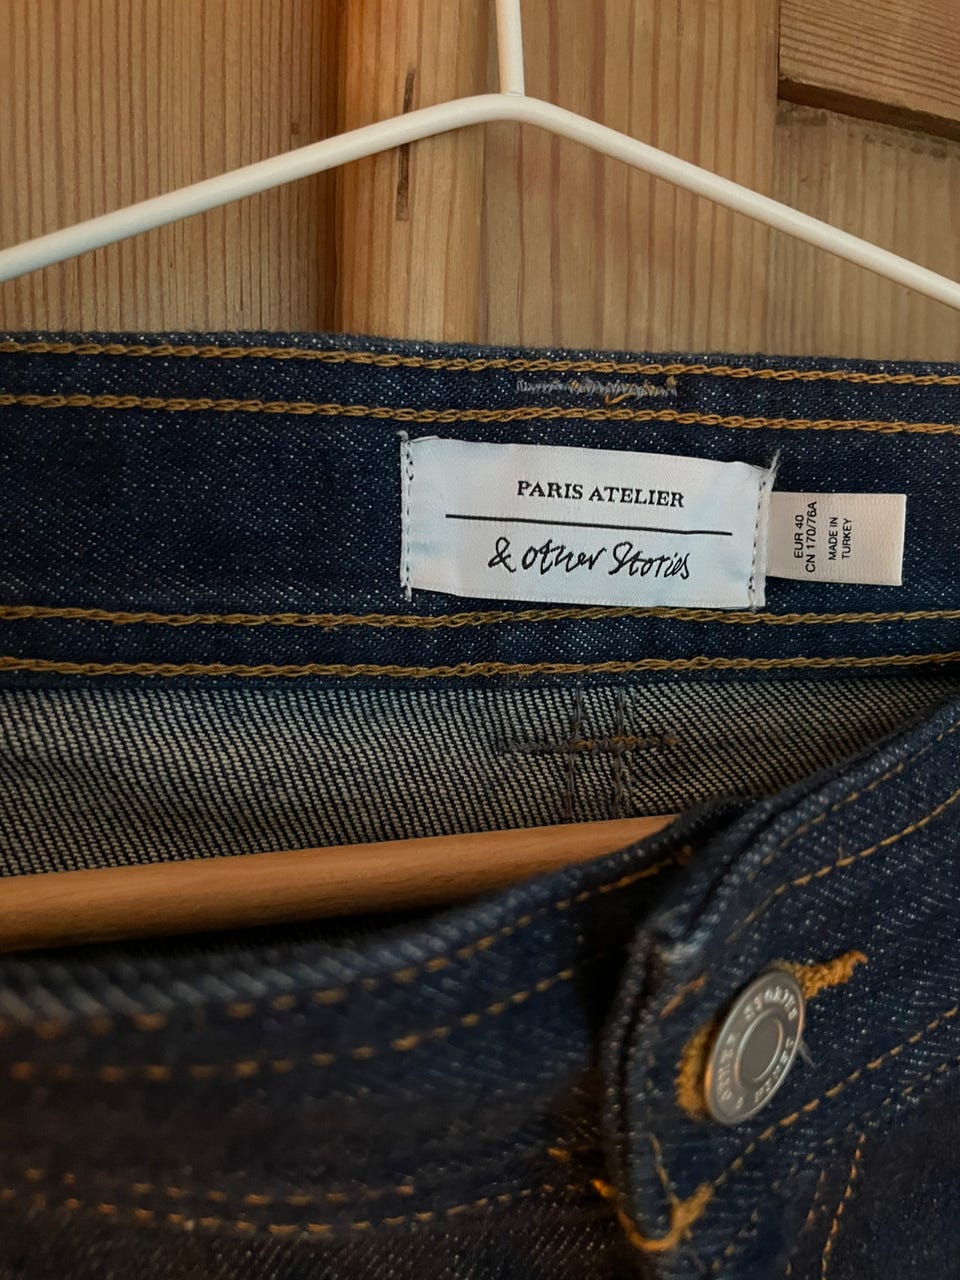 PARIS ATELIER
& Other Stories
EUR 40
CN 170/76A
MADE IN
TURKEY